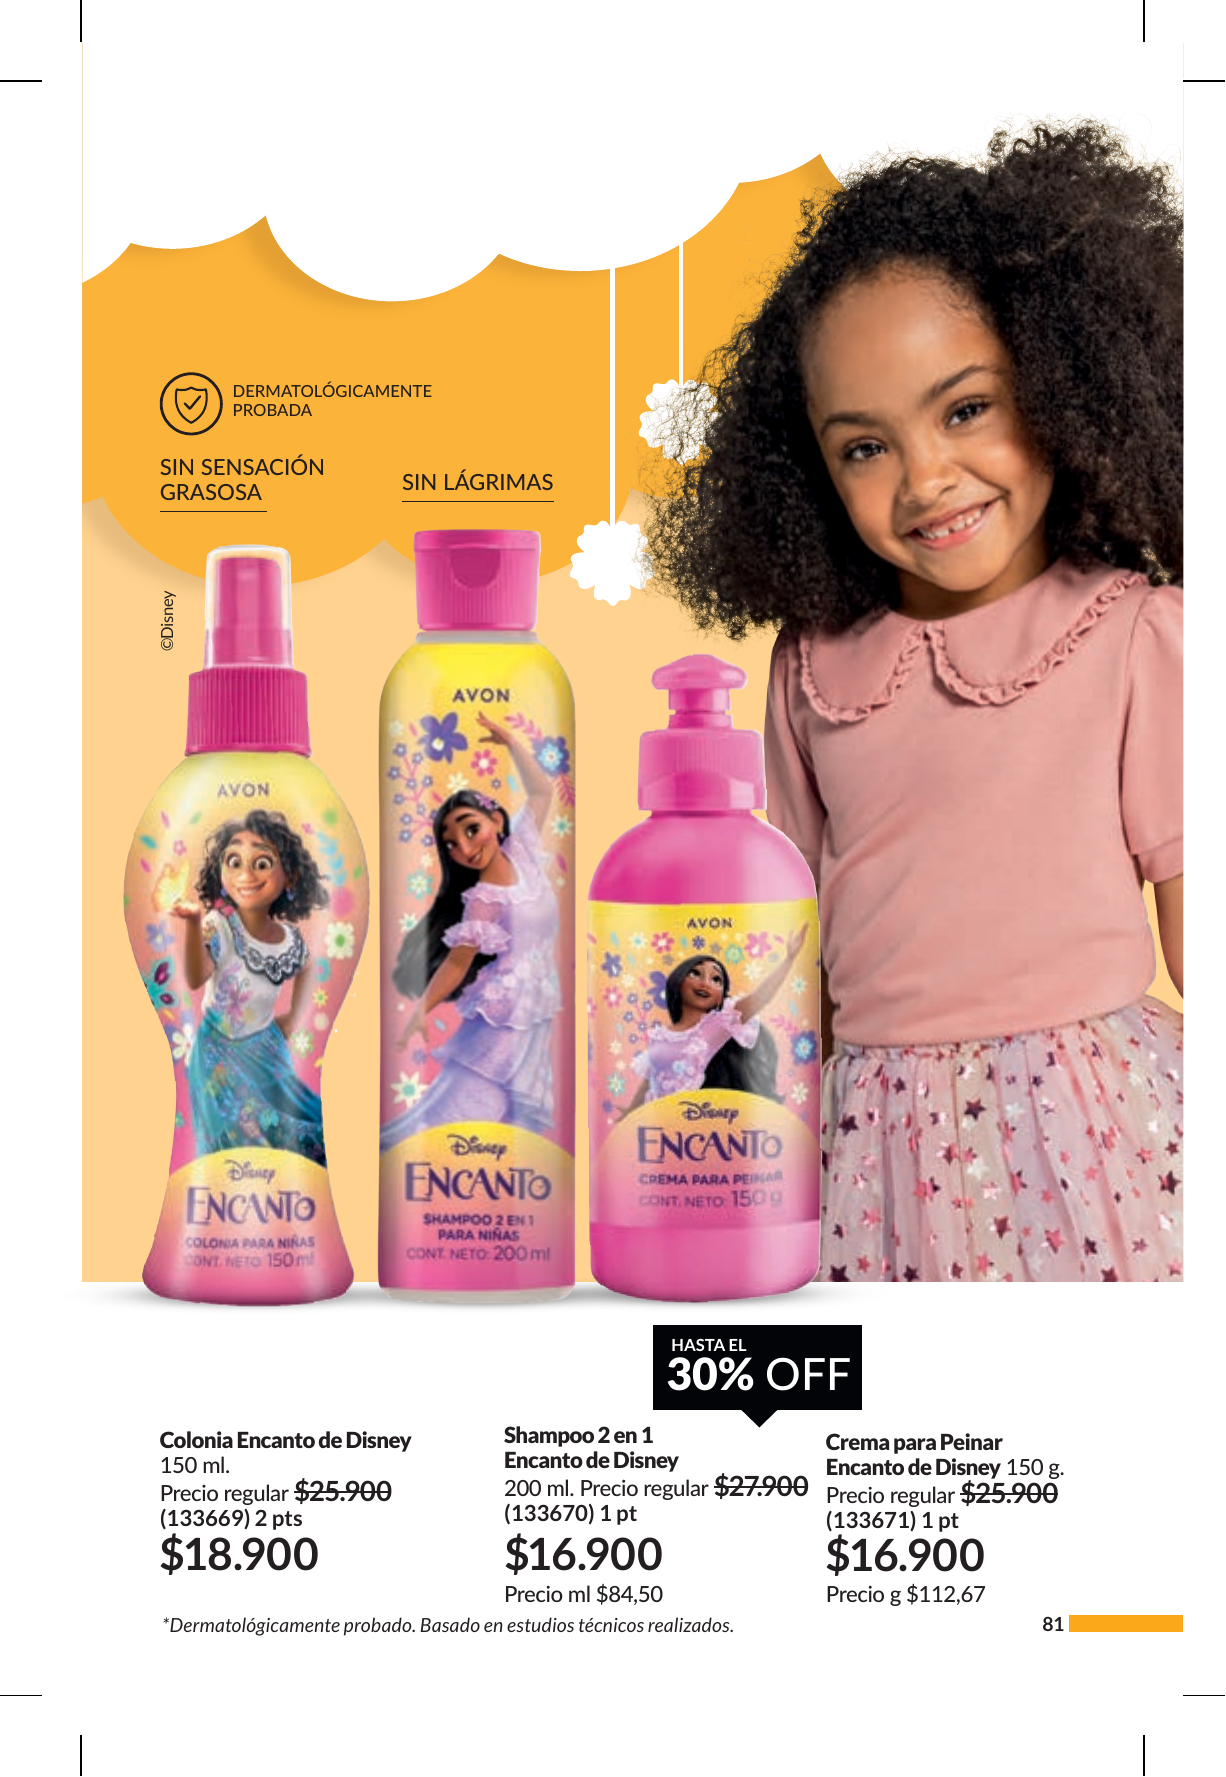 DERMATOLÓGICAMENTE
PROBADA
SIN SENSACIÓN
GRASOSA
SIN LÁGRIMAS
©Disney
AVON
Disney
ENCANTO
COLONIA PARA NIÑAS
CONT. NETO: 150 ml
AVON
Disney
ENCANTO
SHAMPOO 2 EN 1
PARA NIÑAS
CONT. NETO: 200 ml
AVON
Disney
ENCANTO
CREMA PARA PEINAR
CONT. NETO: 150 g
HASTA EL
30% OFF
Colonia Encanto de Disney
150 ml.
Precio regular $25.900
(133669) 2 pts
$18.900
Shampoo 2 en 1
Encanto de Disney
200 ml. Precio regular $27.900
(133670) 1 pt
$16.900
Precio ml $84,50
Crema para Peinar
Encanto de Disney 150 g.
Precio regular $25.900
(133671) 1 pt
$16.900
Precio g $112,67
*Dermatológicamente probado. Basado en estudios técnicos realizados.
81